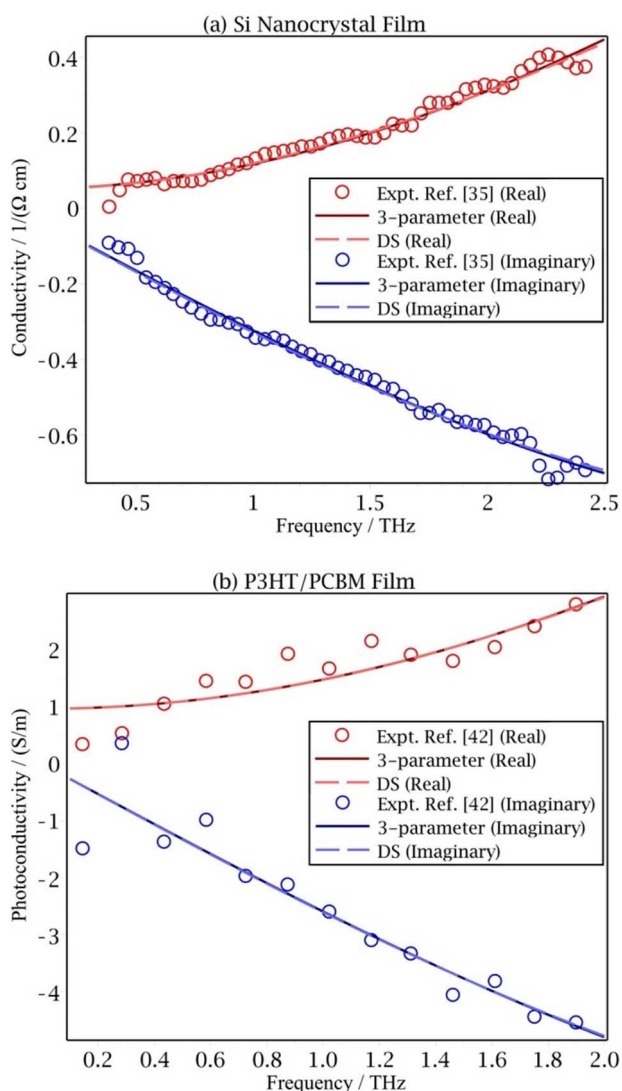 (a) Si Nanocrystal Film
Conductivity / 1/(Ω cm)
0.4
0.2
0
-0.2
-0.4
-0.6
Expt. Ref. [35] (Real)
3-parameter (Real)
DS (Real)
Expt. Ref. [35] (Imaginary)
3-parameter (Imaginary)
DS (Imaginary)
0.5 1 1.5 2 2.5
Frequency / THz
(b) P3HT/PCBM Film
Photoconductivity / (S/m)
2
1
0
-1
-2
-3
-4
Expt. Ref. [42] (Real)
3-parameter (Real)
DS (Real)
Expt. Ref. [42] (Imaginary)
3-parameter (Imaginary)
DS (Imaginary)
0.2 0.4 0.6 0.8 1.0 1.2 1.4 1.6 1.8 2.0
Frequency / THz